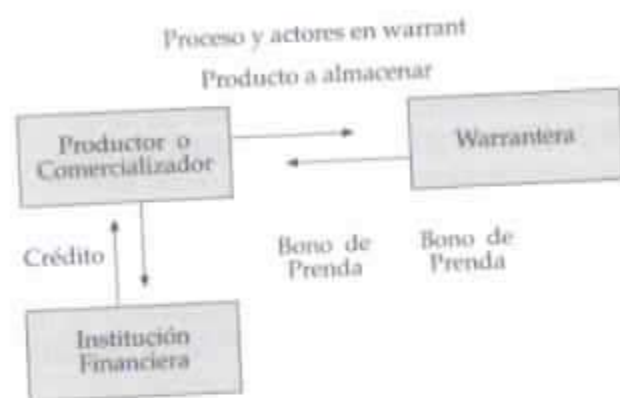 Proceso y actores en warrant
Producto a almacenar
Productor o
Comercializador
Warrantera
Crédito
Bono de
Prenda
Bono de
Prenda
Institución
Financiera